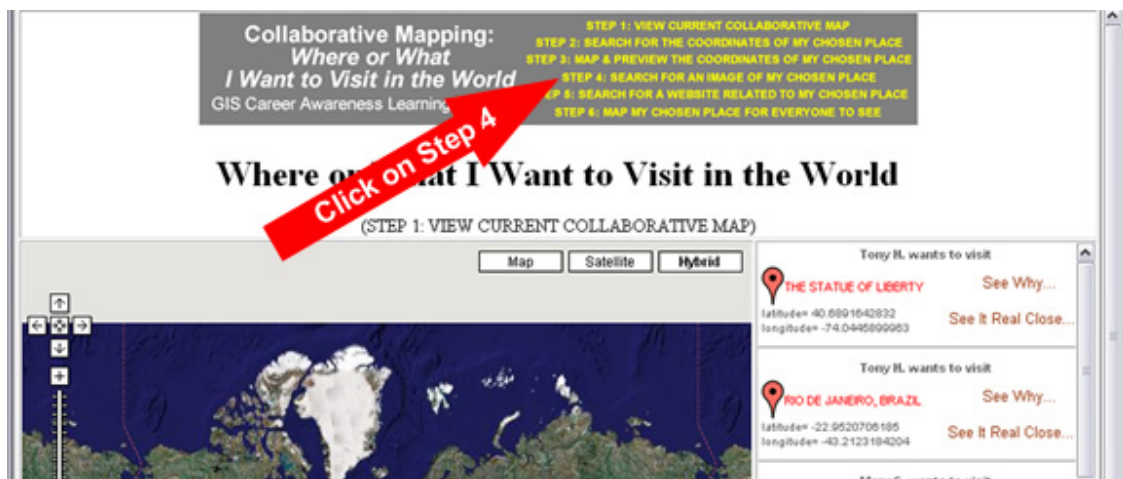 Collaborative Mapping:
Where or What
I Want to Visit in the World
GIS Career Awareness Learning
STEP 1: VIEW CURRENT COLLABORATIVE MAP
STEP 2: SEARCH FOR THE COORDINATES OF MY CHOSEN PLACE
STEP 3: MAP & PREVIEW THE COORDINATES OF MY CHOSEN PLACE
STEP 4: SEARCH FOR AN IMAGE OF MY CHOSEN PLACE
5: SEARCH FOR A WEBSITE RELATED TO MY CHOSEN PLACE
STEP 6: MAP MY CHOSEN PLACE FOR EVERYONE TO SEE
Click on Step 4
Where or I Want to Visit in the World
(STEP 1: VIEW CURRENT COLLABORATIVE MAP)
Map Satellite Hybrid
Tony H. wants to visit
THE STATUE OF LIBERTY See Why...
latitude= 40.6891642832
longitude= -74.0445899963 See It Real Close...
Tony H. wants to visit
RIO DE JANEIRO, BRAZIL See Why...
latitude= -22.9520706185
longitude= -43.2123184204 See It Real Close...